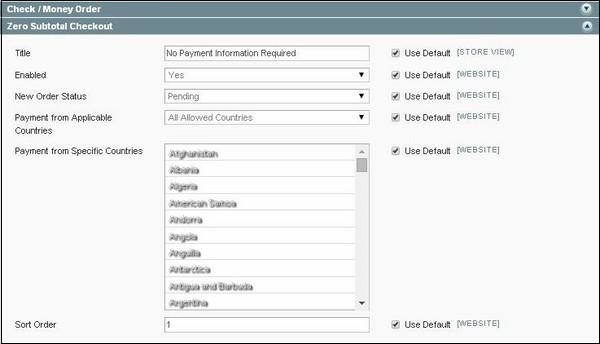 Check / Money Order
Zero Subtotal Checkout
Title No Payment Information Required Use Default [STORE VIEW]
Enabled Yes Use Default [WEBSITE]
New Order Status Pending Use Default [WEBSITE]
Payment from Applicable All Allowed Countries Use Default [WEBSITE]
Countries
Payment from Specific Countries Use Default [WEBSITE]
Afghanistan
Albania
Algeria
American Samoa
Andorra
Angola
Anguilla
Antarctica
Antigua and Barbuda
Argentina
Sort Order 1 Use Default [WEBSITE]